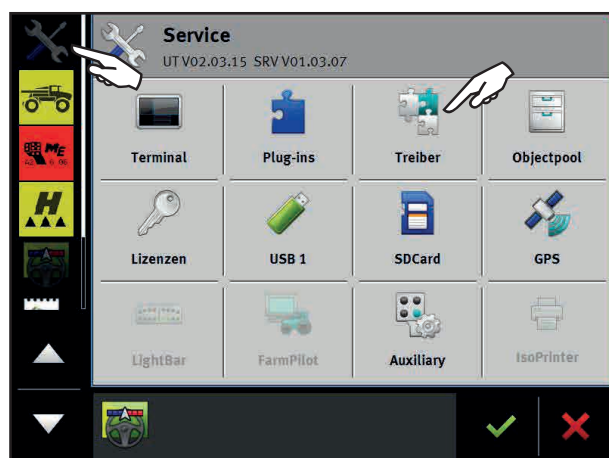 Service
UT V02.03.15 SRV V01.03.07
Terminal
Plug-ins
Treiber
Objectpool
ME
H
Lizenzen
USB 1
SDCard
GPS
LightBar
FarmPilot
Auxiliary
IsoPrinter